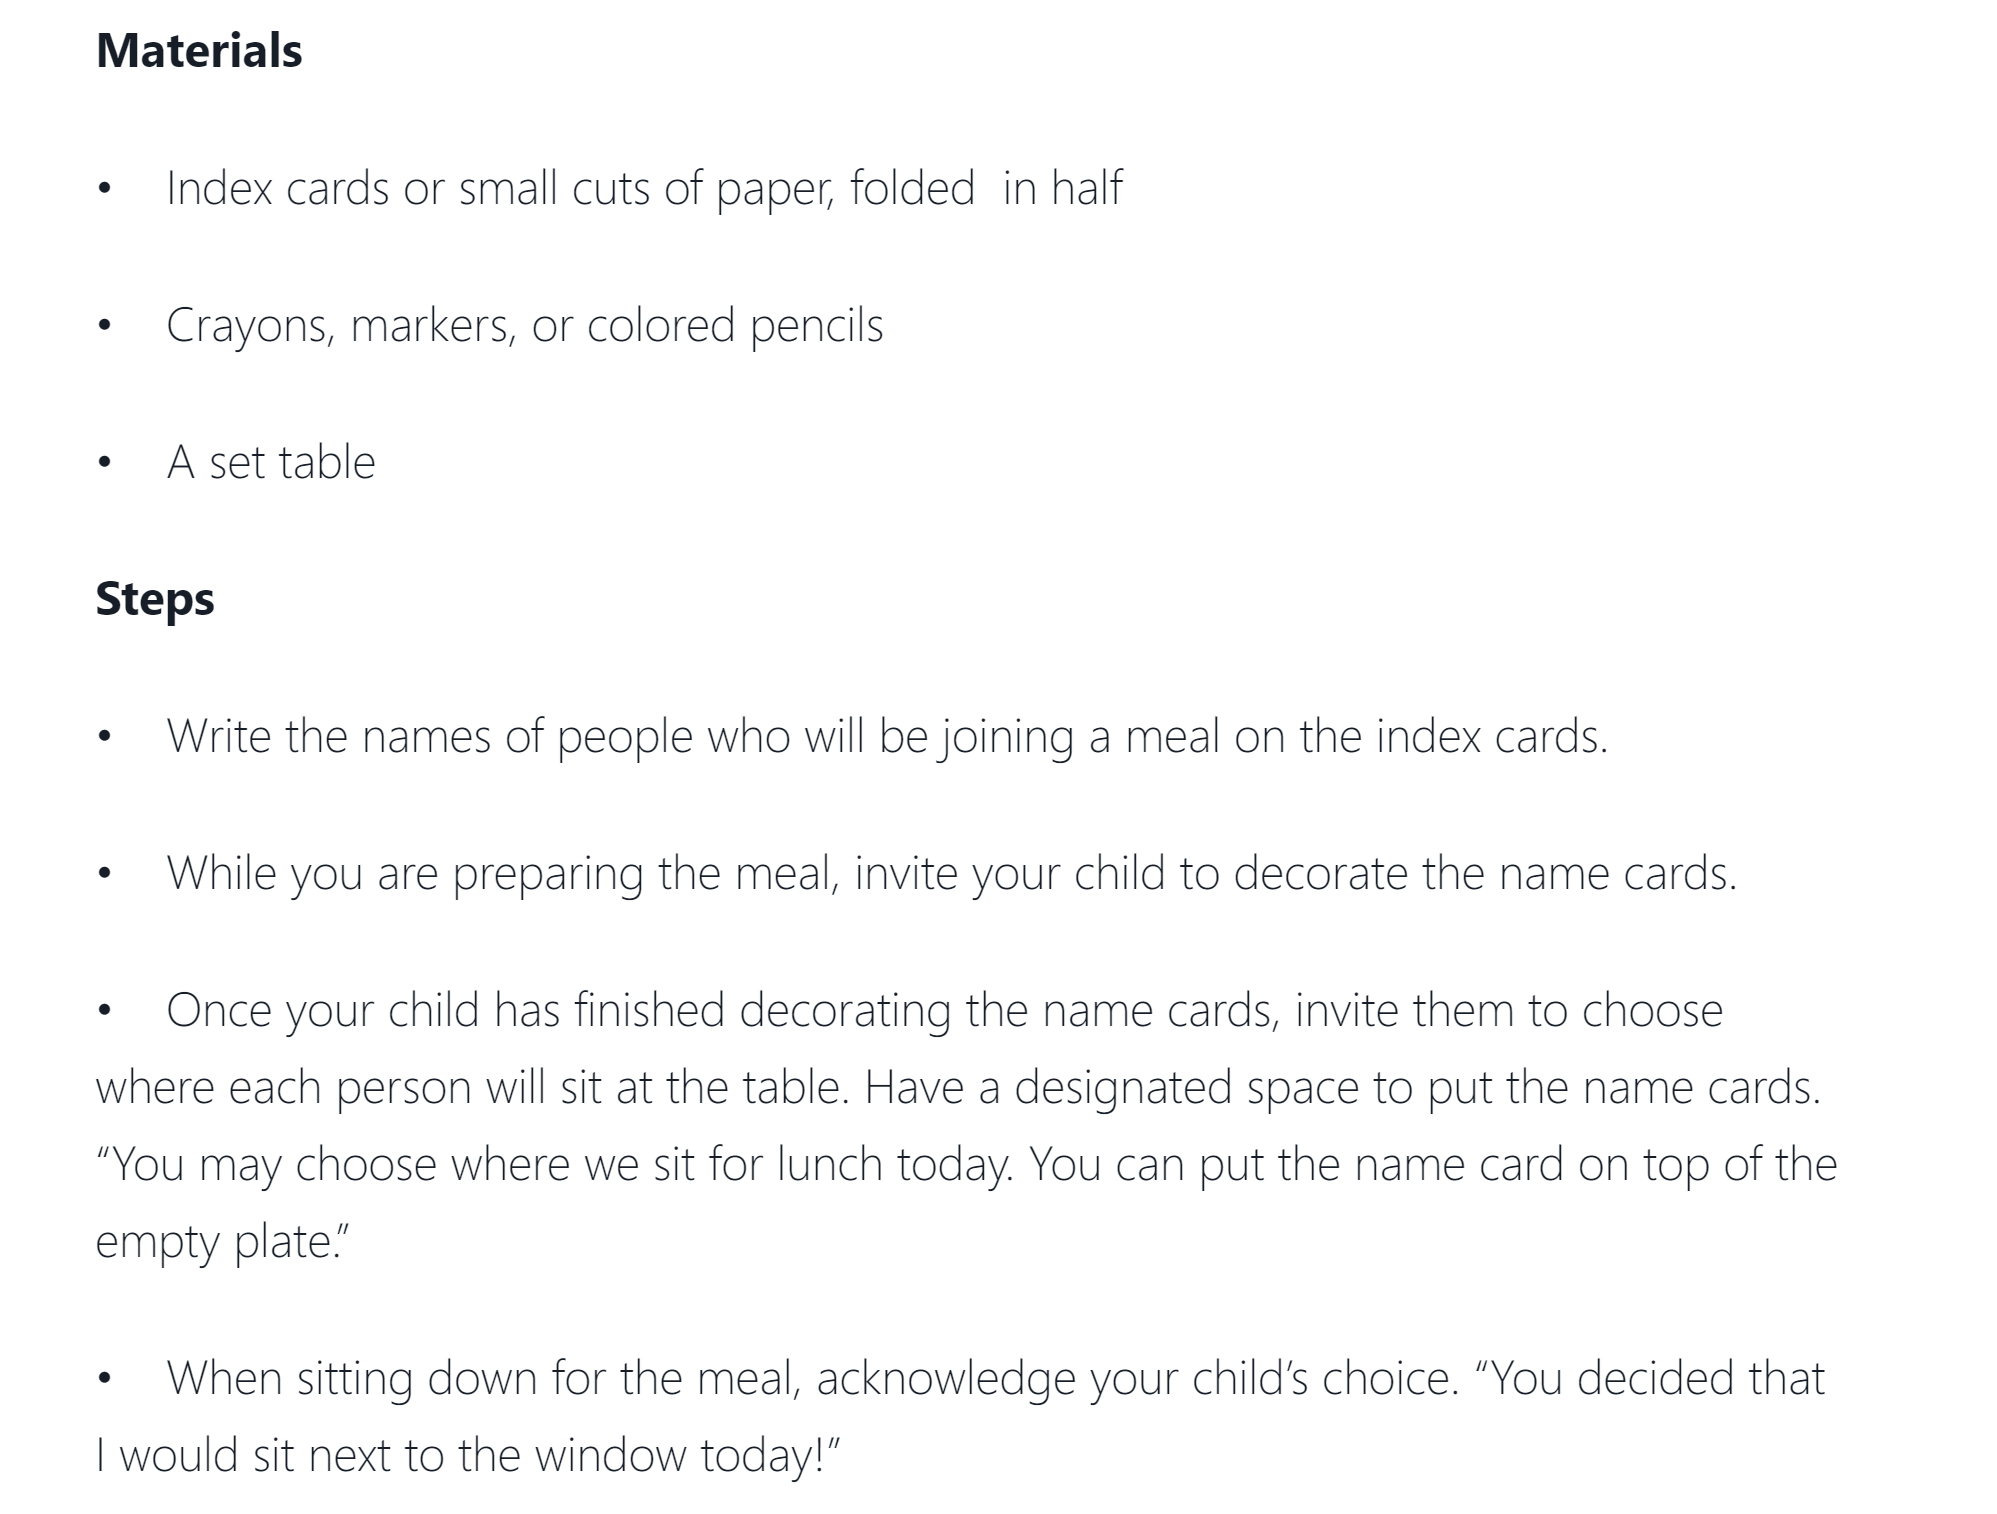 Materials
• Index cards or small cuts of paper, folded  in half
• Crayons, markers, or colored pencils
• A set table
Steps
• Write the names of people who will be joining a meal on the index cards.
• While you are preparing the meal, invite your child to decorate the name cards.
• Once your child has finished decorating the name cards, invite them to choose
where each person will sit at the table. Have a designated space to put the name cards.
“You may choose where we sit for lunch today. You can put the name card on top of the
empty plate.”
• When sitting down for the meal, acknowledge your child’s choice. “You decided that
I would sit next to the window today!”